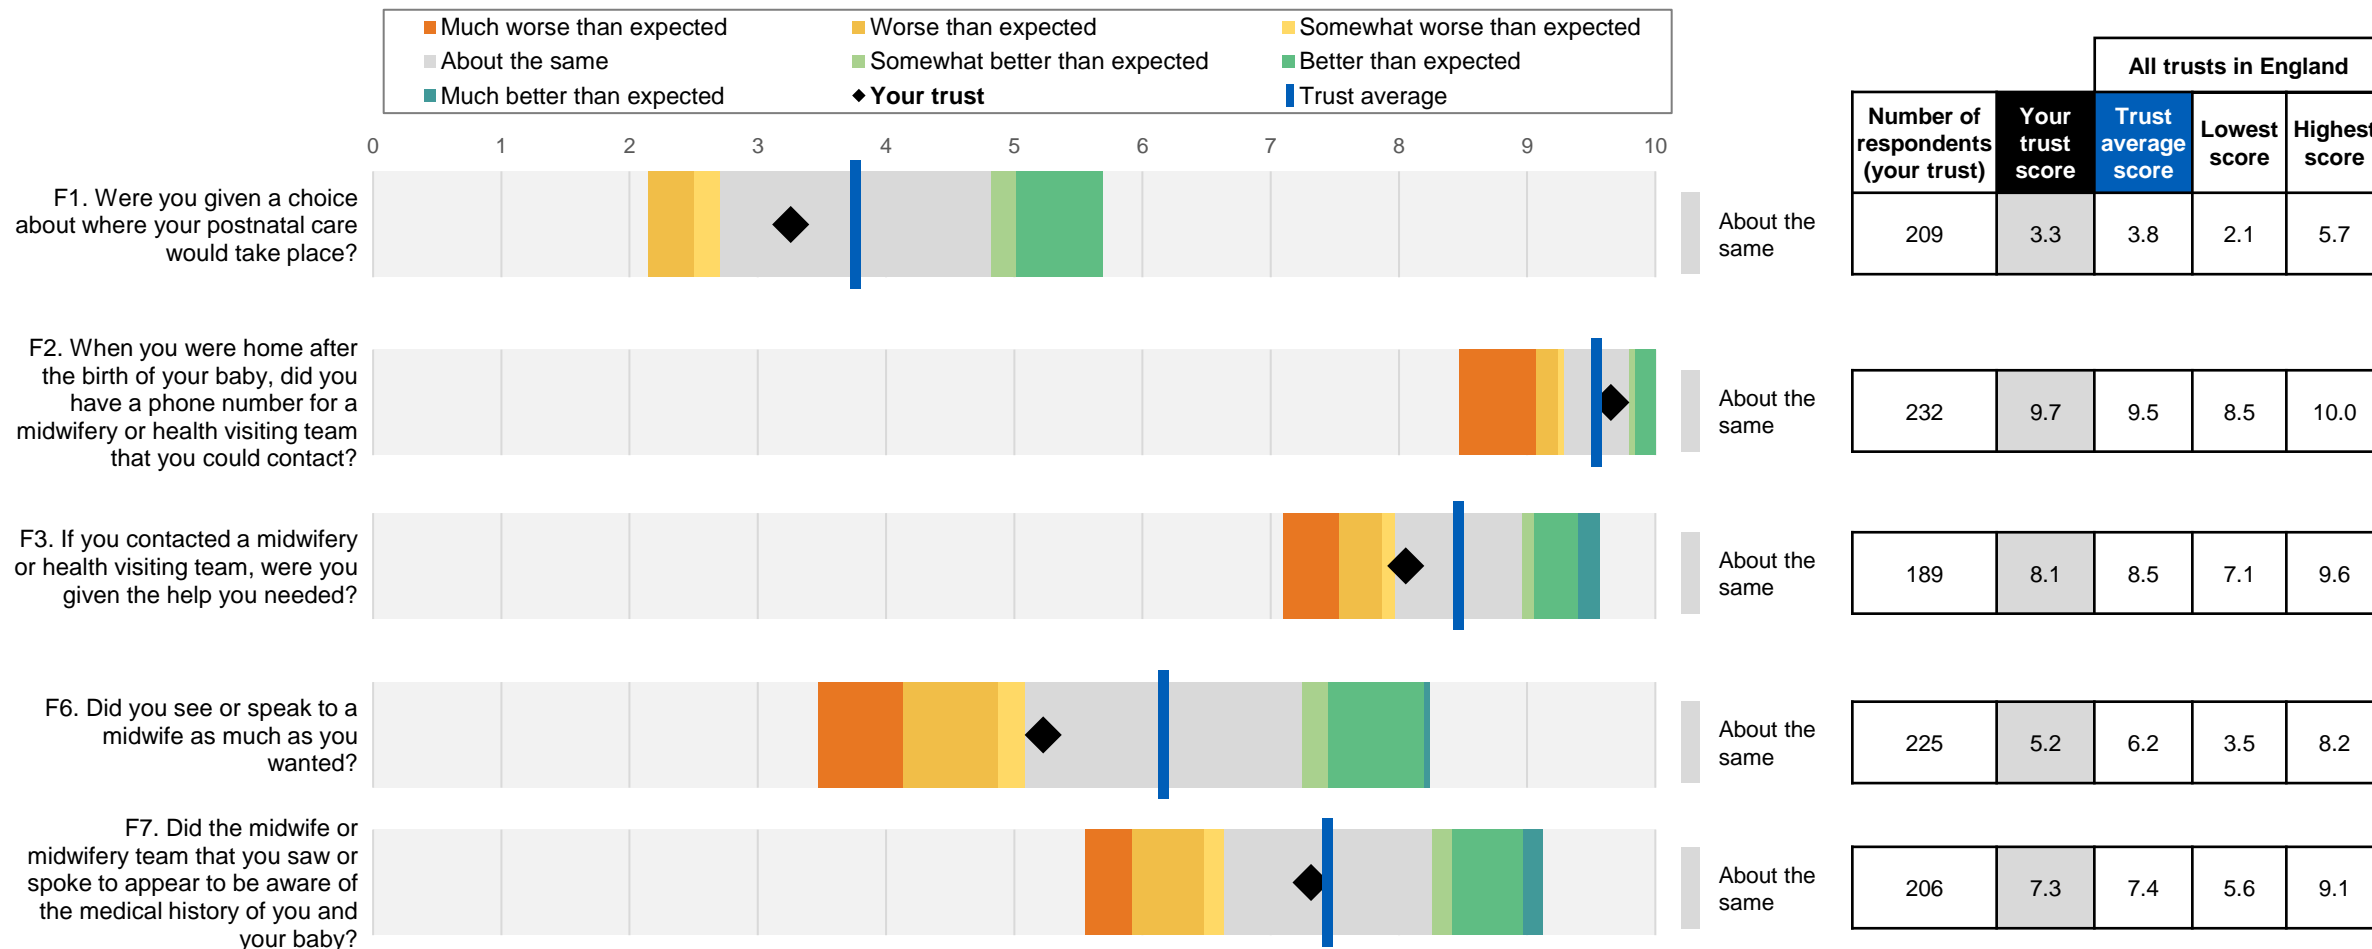 Much worse than expected
Worse than expected
Somewhat worse than expected
About the same
Somewhat better than expected
Better than expected
Much better than expected
Your trust
Trust average
All trusts in England
Number of
respondents
(your trust)
Your
trust
score
Trust
average
score
Lowest
score
Highest
score
0 1 2 3 4 5 6 7 8 9 10
F1. Were you given a choice
about where your postnatal care
would take place?
About the
same
209 3.3 3.8 2.1 5.7
F2. When you were home after
the birth of your baby, did you
have a phone number for a
midwifery or health visiting team
that you could contact?
About the
same
232 9.7 9.5 8.5 10.0
F3. If you contacted a midwifery
or health visiting team, were you
given the help you needed?
About the
same
189 8.1 8.5 7.1 9.6
F6. Did you see or speak to a
midwife as much as you
wanted?
About the
same
225 5.2 6.2 3.5 8.2
F7. Did the midwife or
midwifery team that you saw or
spoke to appear to be aware of
the medical history of you and
your baby?
About the
same
206 7.3 7.4 5.6 9.1